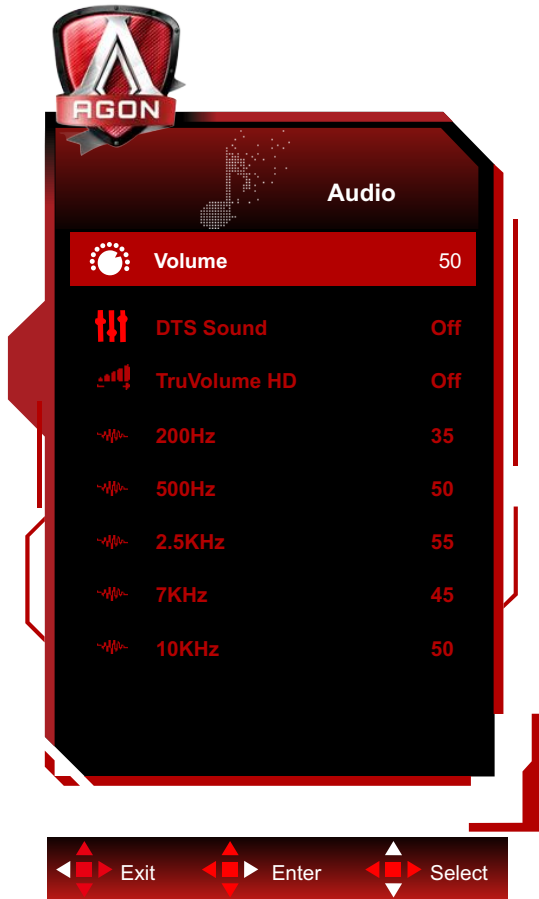 AGON
Audio
Volume 50
DTS Sound Off
TruVolume HD Off
200Hz 35
500Hz 50
2.5KHz 55
7KHz 45
10KHz 50
Exit Enter Select